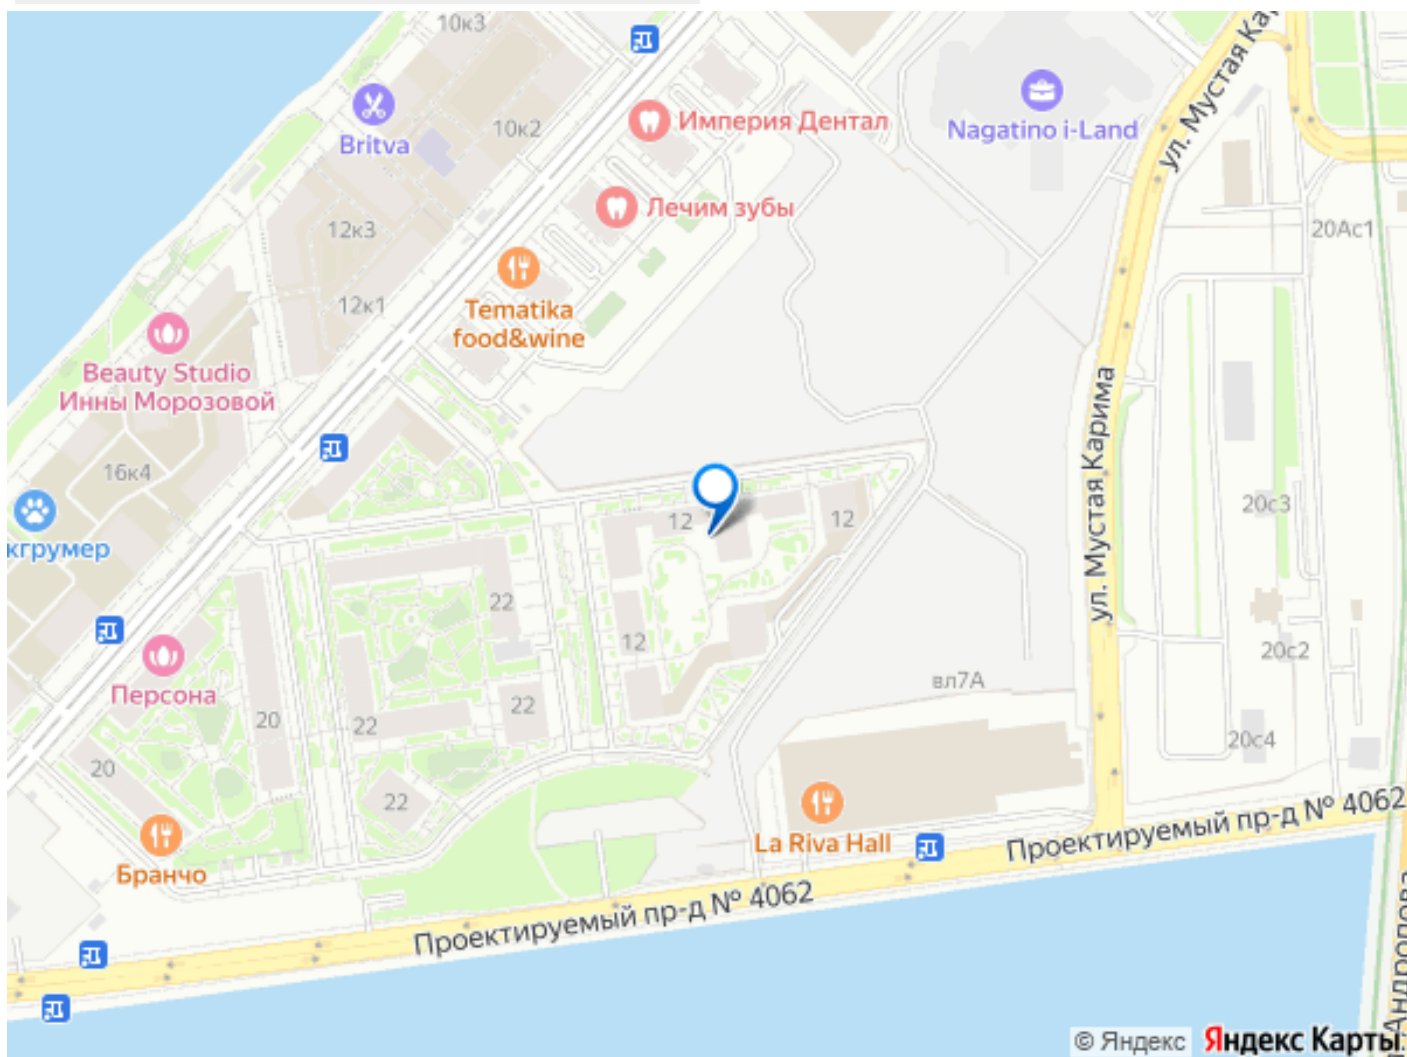 10к3
Britva
10к2
Империя Дентал
Nagatino i-Land
ул. Мустая Кар
Лечим зубы
12к3
20Ас1
12к1
Tematika
food&wine
Beauty Studio
Инны Морозовой
16к4
ул. Мустая Карима
кгрумер
12
12
20с3
22
12
20с2
Персона
вл7А
20
22
22
20с4
20
22
La Riva Hall
Бранчо
Проектируемый пр-д № 4062
Проектируемый пр-д № 4062
Андропова
© Яндекс Яндекс Карты